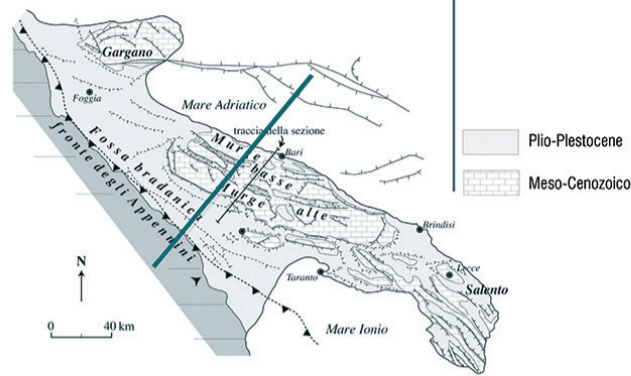 Gargano
Foggia
Mare Adriatico
traccia della sezione
Bari
Murge basse
Murge alte
Fossa bradanica
fronte degli Appennini
Brindisi
Lecce
Taranto
Salento
Mare Ionio
N
0 40 km
Plio-Plestocene
Meso-Cenozoico